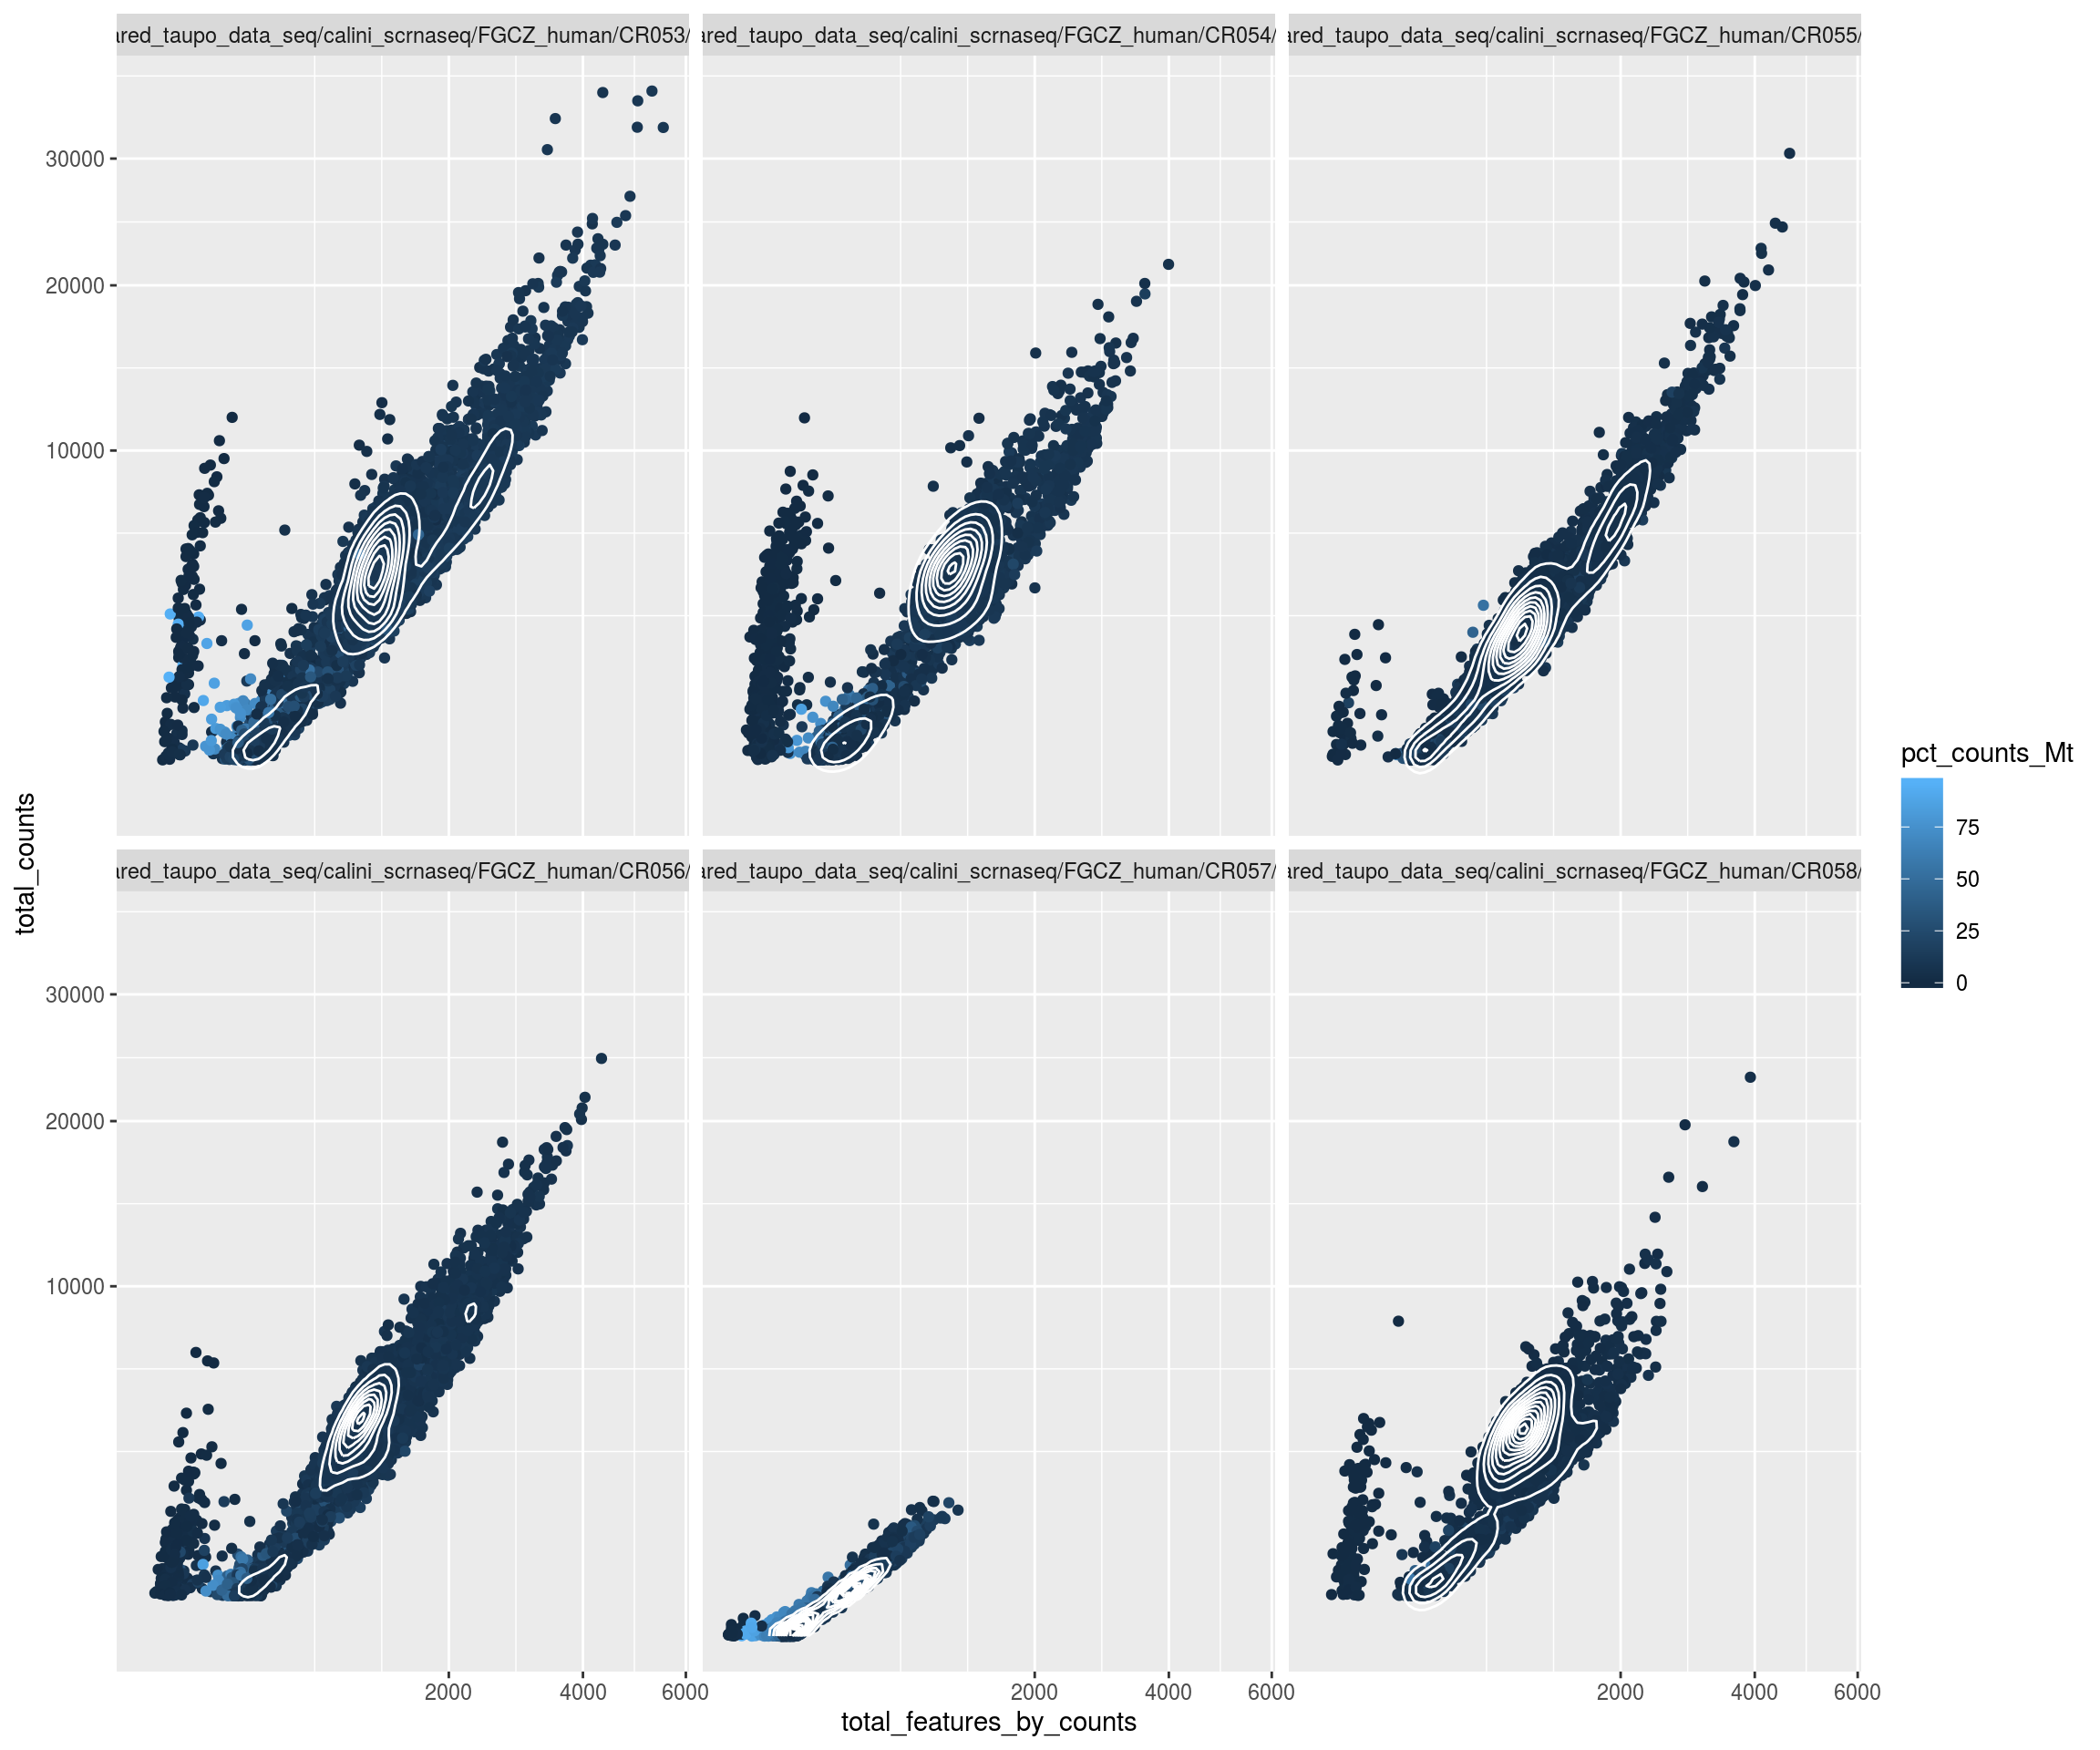 ared_taupo_data_seq/calini_scrnaseq/FGCZ_human/CR053/
ared_taupo_data_seq/calini_scrnaseq/FGCZ_human/CR054/
ared_taupo_data_seq/calini_scrnaseq/FGCZ_human/CR055/
30000
20000
10000
ared_taupo_data_seq/calini_scrnaseq/FGCZ_human/CR056/
ared_taupo_data_seq/calini_scrnaseq/FGCZ_human/CR057/
ared_taupo_data_seq/calini_scrnaseq/FGCZ_human/CR058/
30000
20000
10000
total_counts
2000 4000 6000
2000 4000 6000
2000 4000 6000
total_features_by_counts
pct_counts_Mt
75
50
25
0